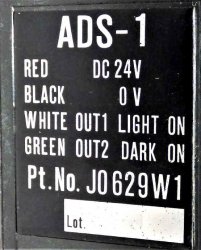 ADS-1
RED DC 24V
BLACK 0 V
WHITE OUT1 LIGHT ON
GREEN OUT2 DARK ON
Pt.No. J0629W1
Lot.